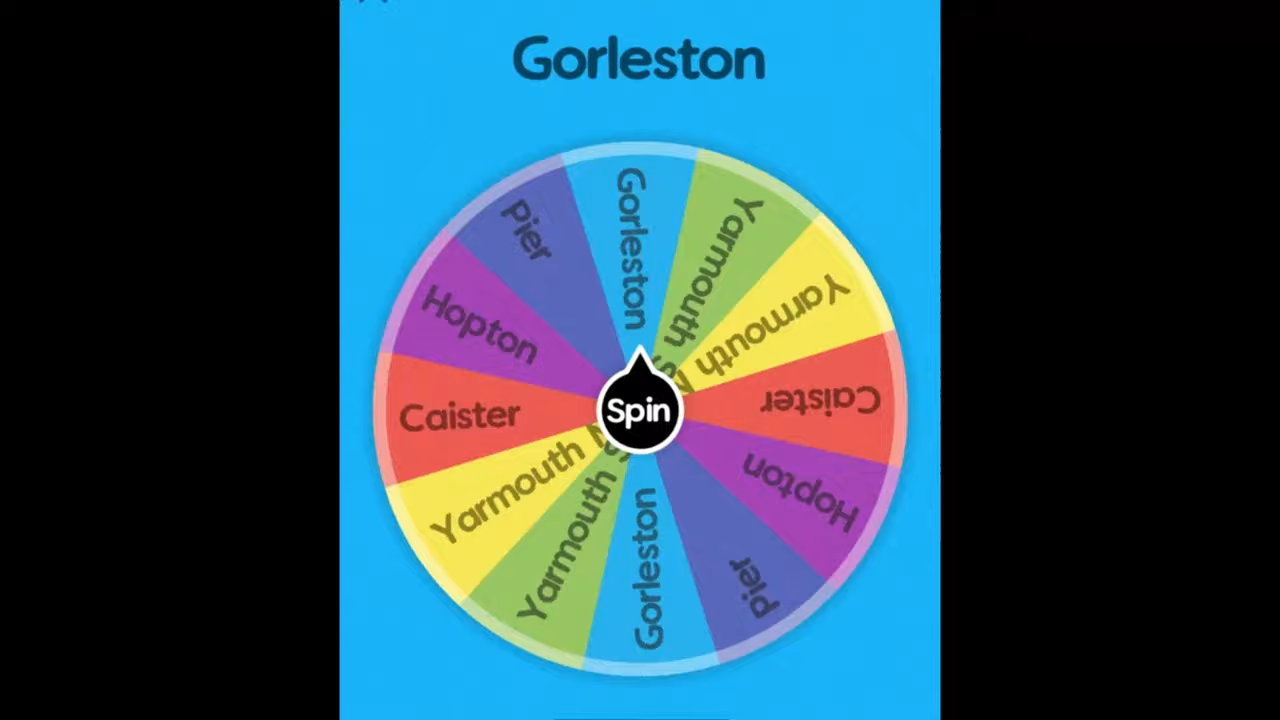 Gorleston
Gorleston
Yarmouth S
Yarmouth N
Caister
Hopton
Pier
Gorleston
Yarmouth S
Yarmouth N
Caister
Hopton
Pier
Spin